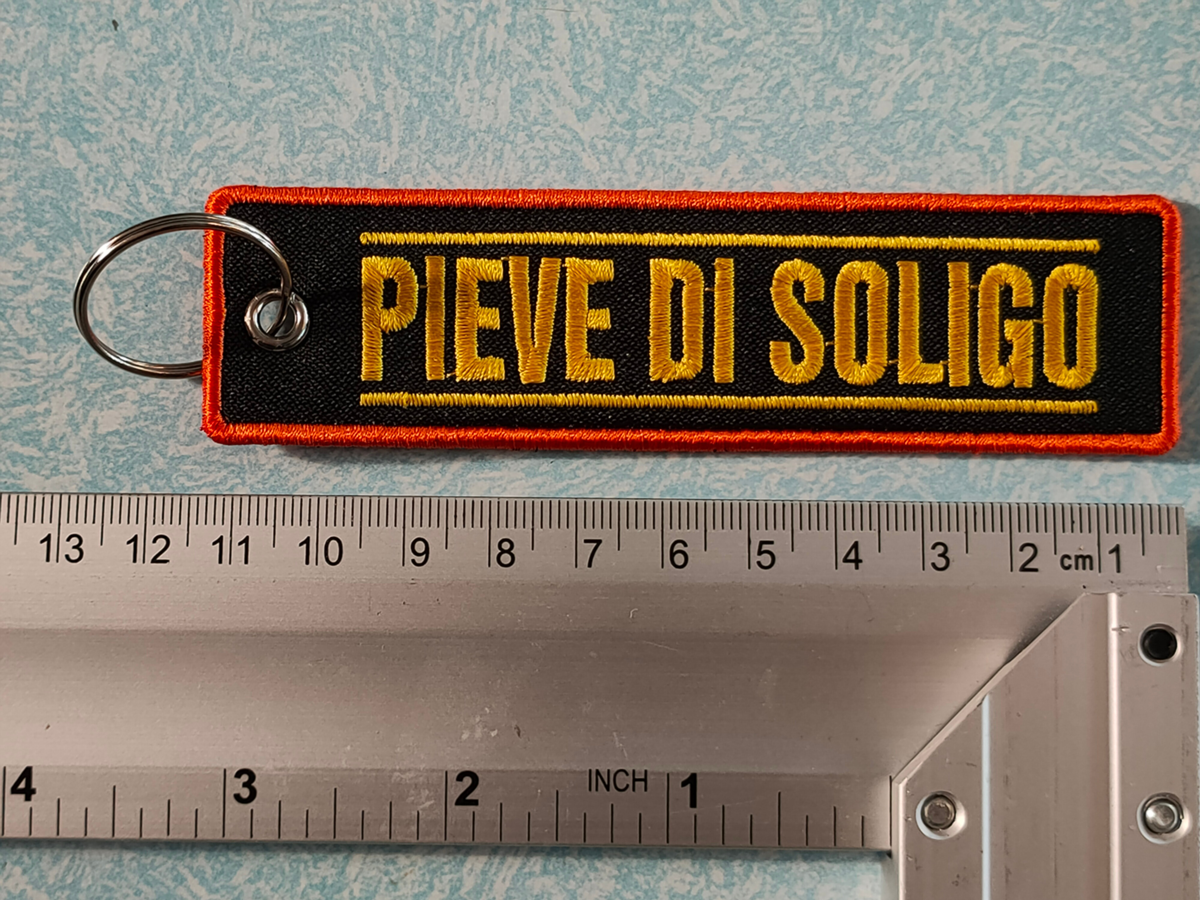 PIEVE DI SOLIGO
13 12 11 10 9 8 7 6 5 4 3 2 cm 1
4 3 2 INCH 1